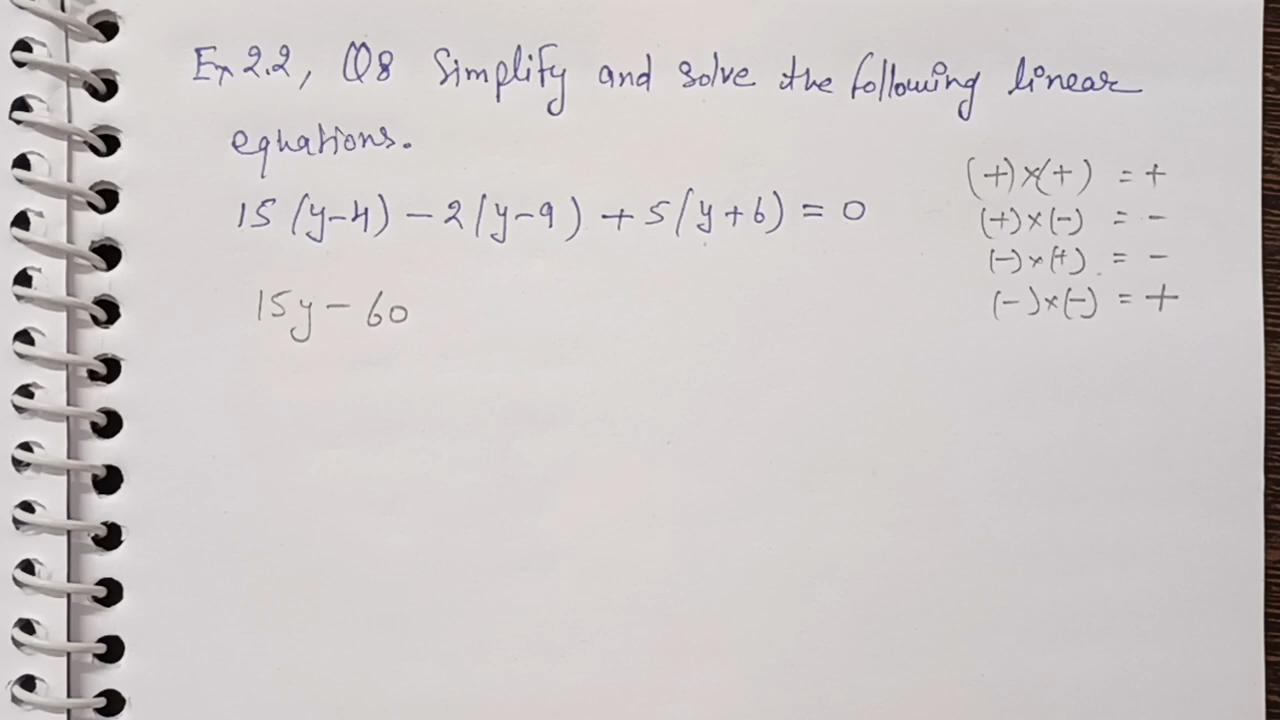 Ex 2.2, Q8 Simplify and solve the following linear
equations.
15 (y-4) - 2(y-9) + 5(y+6) = 0
15y - 60
(+)×(+) = +
(+)×(-) = -
(-)×(+) = -
(-)×(-) = +